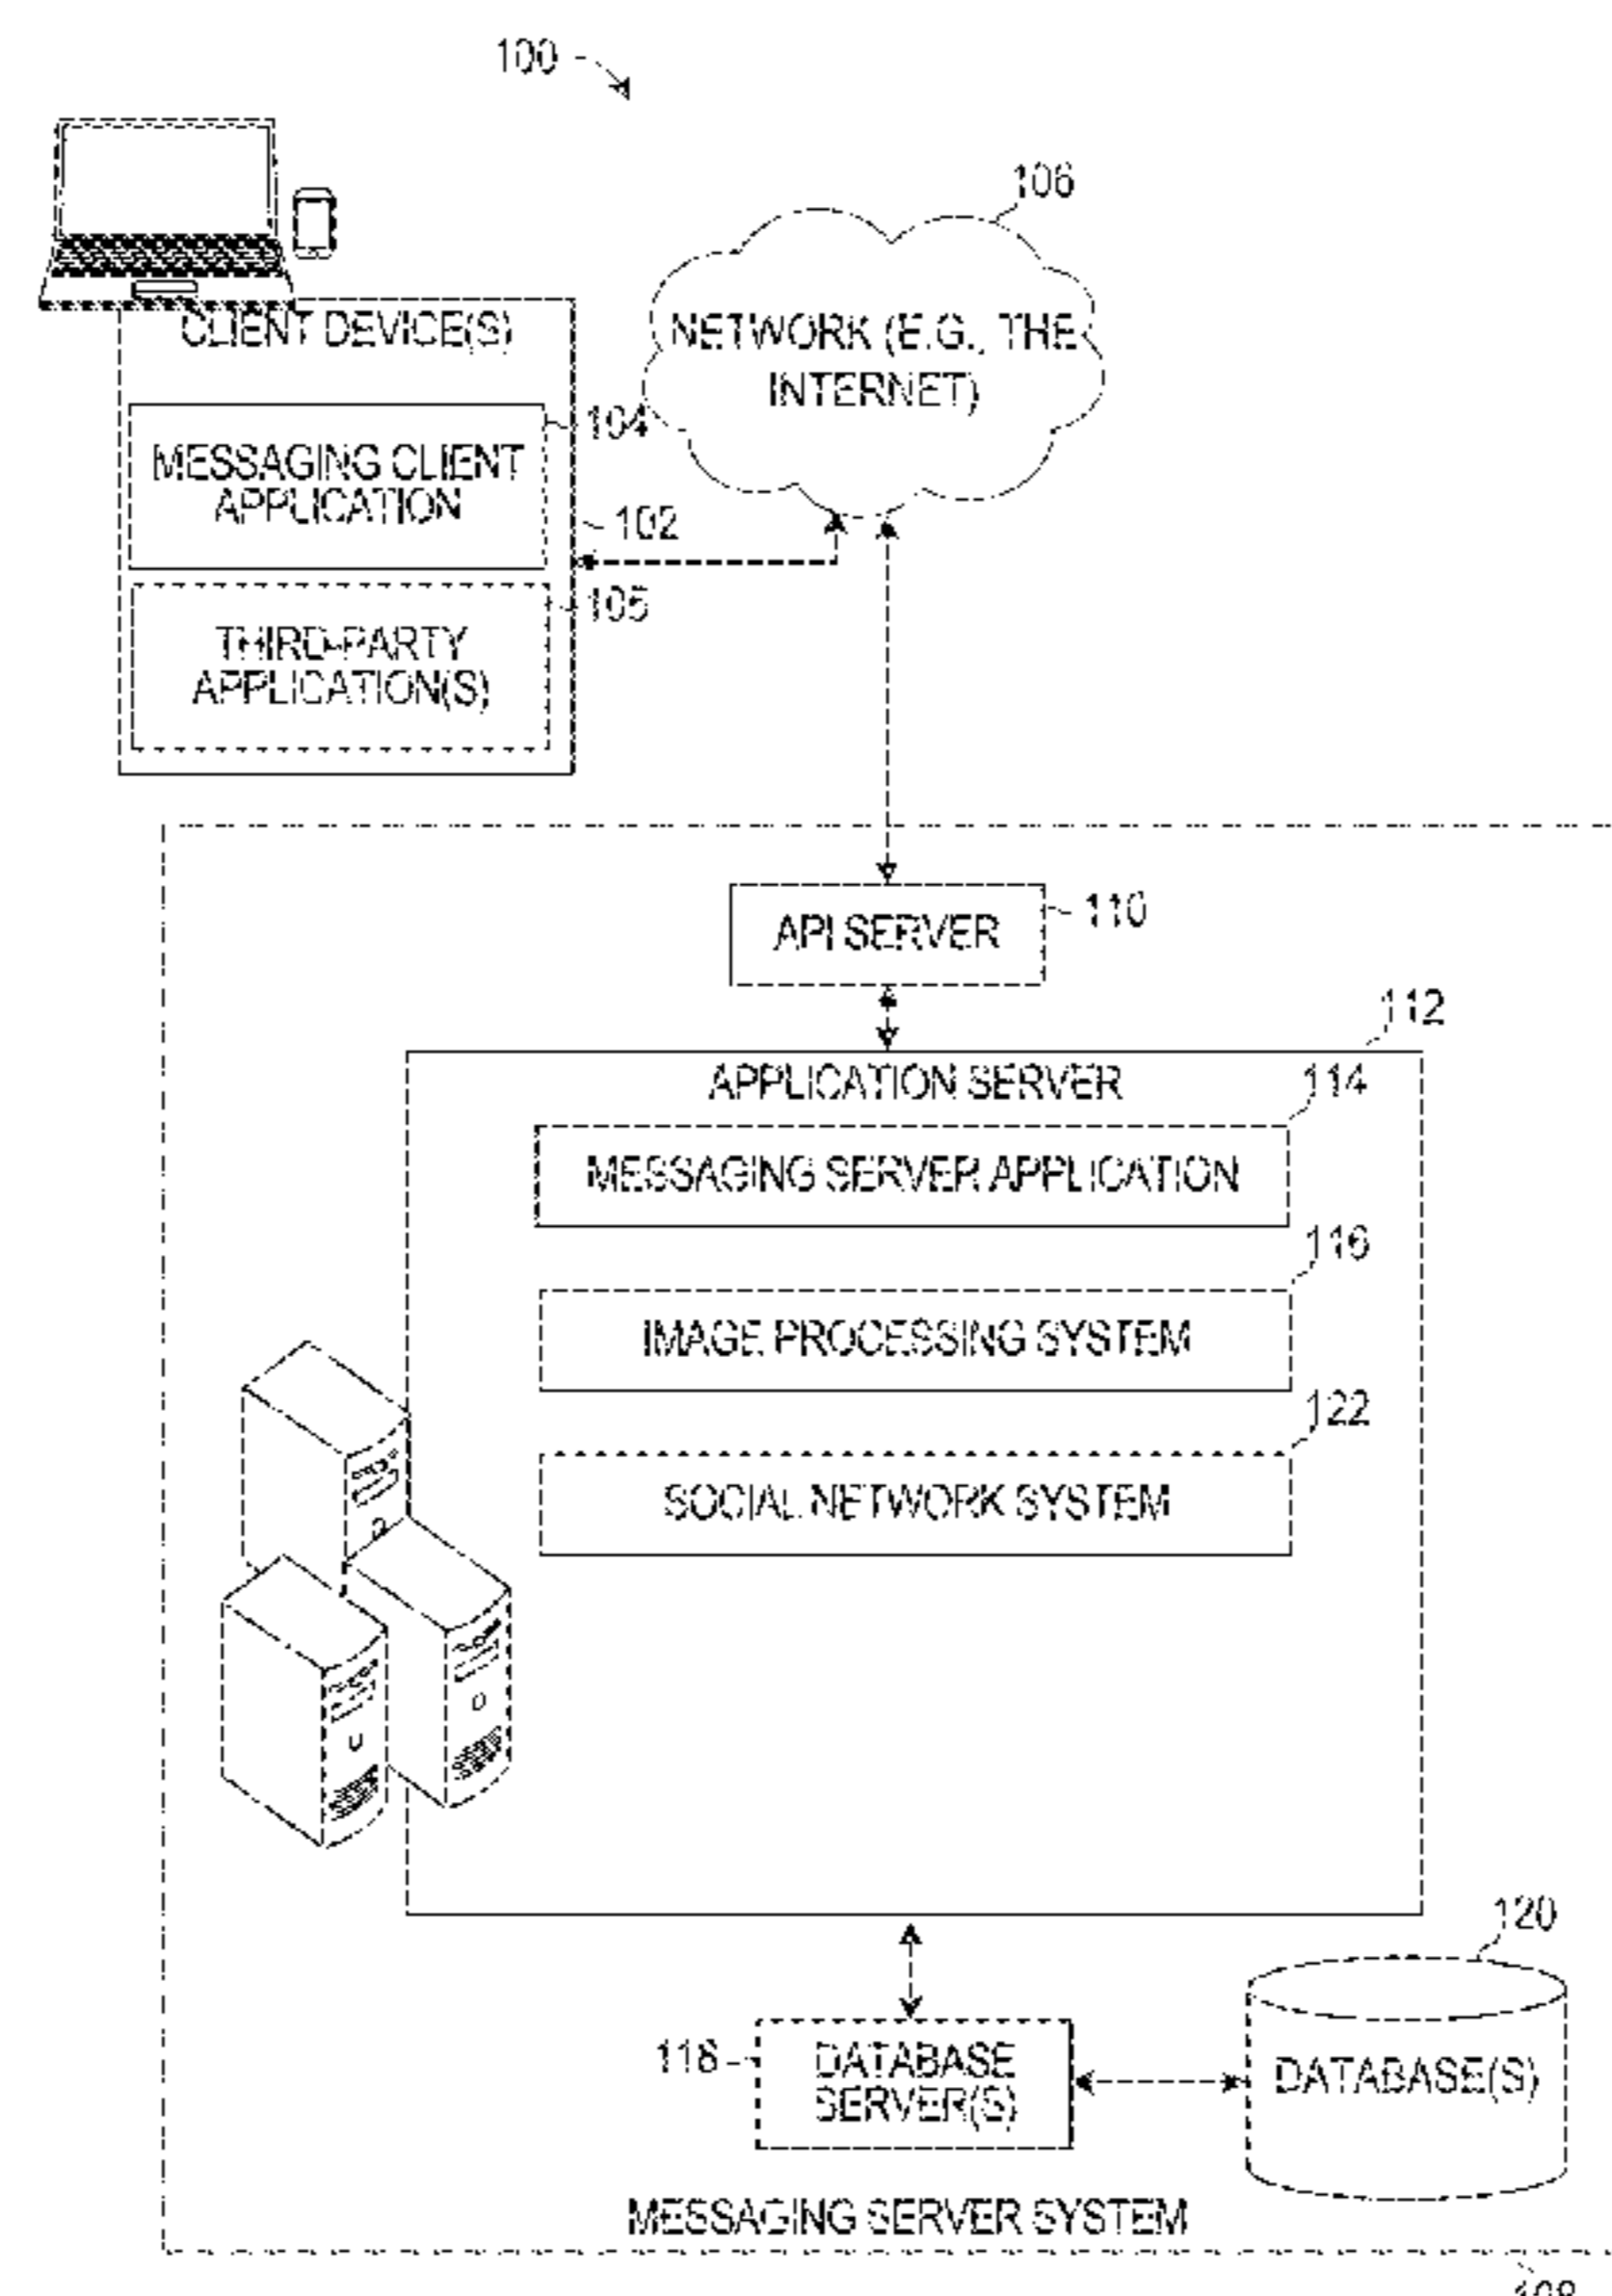 100
106
CLIENT DEVICE(S)
NETWORK (E.G., THE
INTERNET)
104
MESSAGING CLIENT
APPLICATION
102
105
THIRD-PARTY
APPLICATION(S)
API SERVER
110
112
APPLICATION SERVER
114
MESSAGING SERVER APPLICATION
116
IMAGE PROCESSING SYSTEM
122
SOCIAL NETWORK SYSTEM
120
118
DATABASE
SERVER(S)
DATABASE(S)
MESSAGING SERVER SYSTEM
108